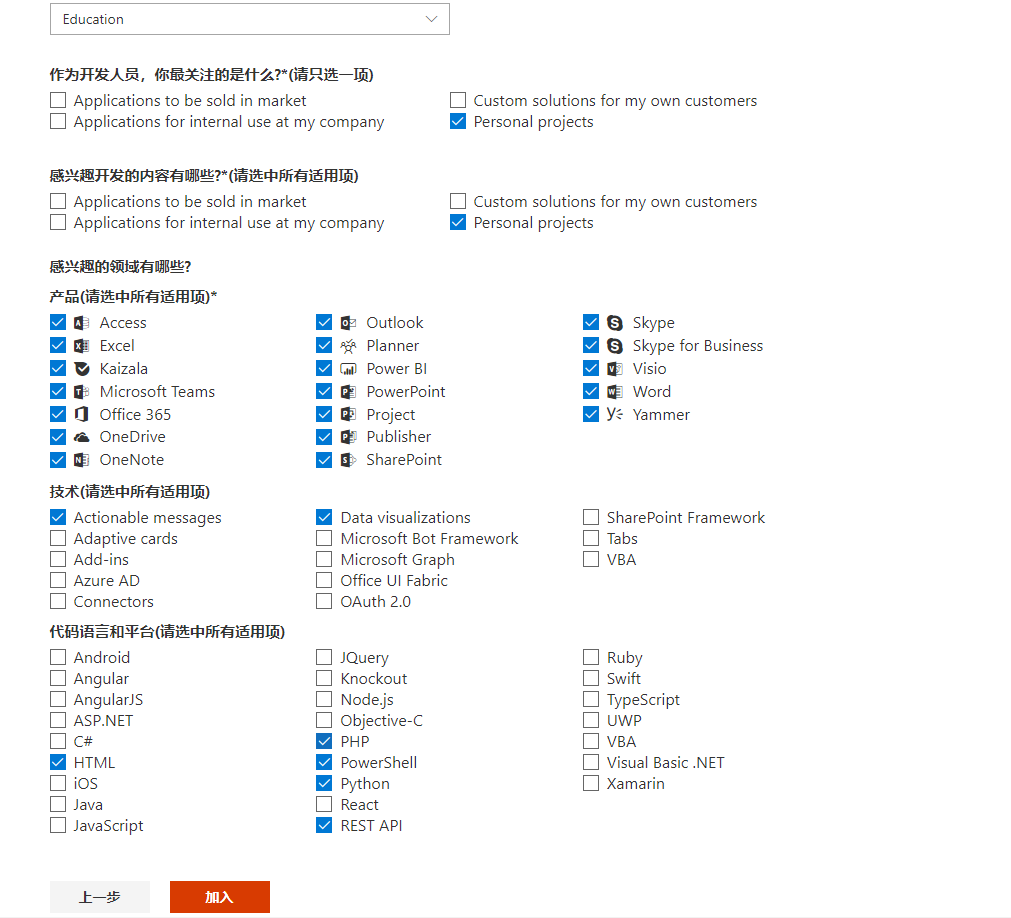 Education
作为开发人员，你最关注的是什么?*(请只选一项)
Applications to be sold in market
Custom solutions for my own customers
Applications for internal use at my company
Personal projects
感兴趣开发的内容有哪些?*(请选中所有适用项)
Applications to be sold in market
Custom solutions for my own customers
Applications for internal use at my company
Personal projects
感兴趣的领域有哪些?
产品(请选中所有适用项)*
Access
Outlook
Skype
Excel
Planner
Skype for Business
Kaizala
Power BI
Visio
Microsoft Teams
PowerPoint
Word
Office 365
Project
Yammer
OneDrive
Publisher
OneNote
SharePoint
技术(请选中所有适用项)
Actionable messages
Data visualizations
SharePoint Framework
Adaptive cards
Microsoft Bot Framework
Tabs
Add-ins
Microsoft Graph
VBA
Azure AD
Office UI Fabric
Connectors
OAuth 2.0
代码语言和平台(请选中所有适用项)
Android
JQuery
Ruby
Angular
Knockout
Swift
AngularJS
Node.js
TypeScript
ASP.NET
Objective-C
UWP
C#
PHP
VBA
HTML
PowerShell
Visual Basic .NET
iOS
Python
Xamarin
Java
React
JavaScript
REST API
上一步
加入